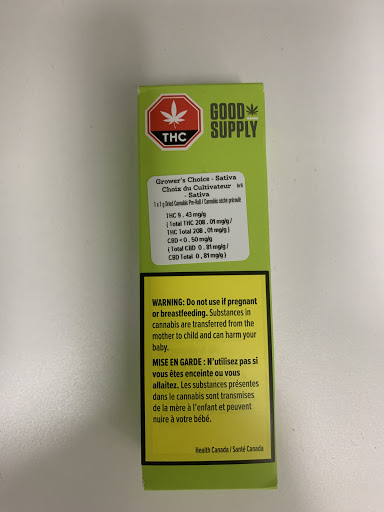 THC
GOOD
SUPPLY
Grower's Choice - Sativa
Choix du Cultivateur
- Sativa
1 x 1 g Dried Cannabis Pre-Roll / Cannabis séché préroulé
THC 9 . 43 mg/g
( Total THC 208 . 01 mg/g /
THC Total 208 . 01 mg/g )
CBD < 0 . 50 mg/g
( Total CBD 0 . 81 mg/g /
CBD Total 0 . 81 mg/g )
WARNING: Do not use if pregnant
or breastfeeding. Substances in
cannabis are transferred from the
mother to child and can harm your
baby.
MISE EN GARDE : N'utilisez pas si
vous êtes enceinte ou vous
allaitez. Les substances présentes
dans le cannabis sont transmises
de la mère à l'enfant et peuvent
nuire à votre bébé.
Health Canada / Santé Canada